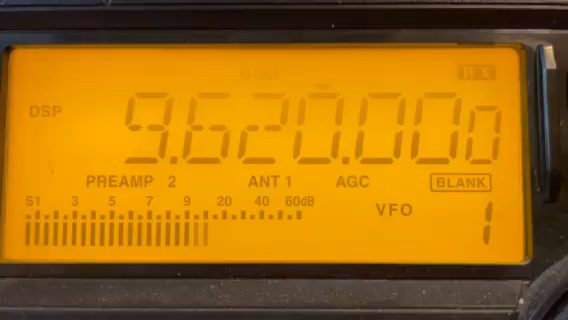 RX
DSP
9.620.000
PREAMP 2 ANT 1 AGC BLANK
S1 3 5 7 9 20 40 60dB
VFO 1